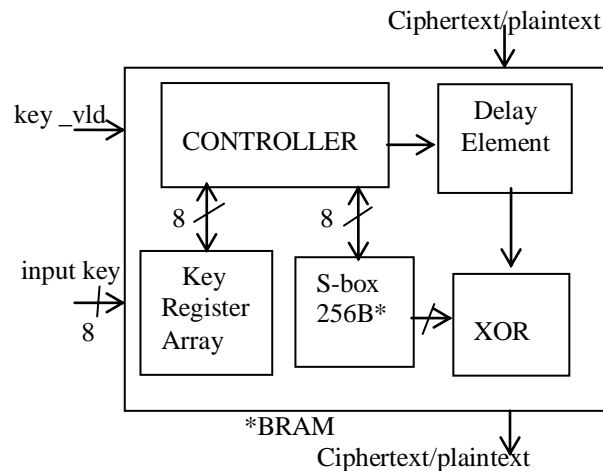 Ciphertext/plaintext
key _vld
CONTROLLER
Delay
Element
8
8
input key
8
Key
Register
Array
S-box
256B*
XOR
*BRAM
Ciphertext/plaintext